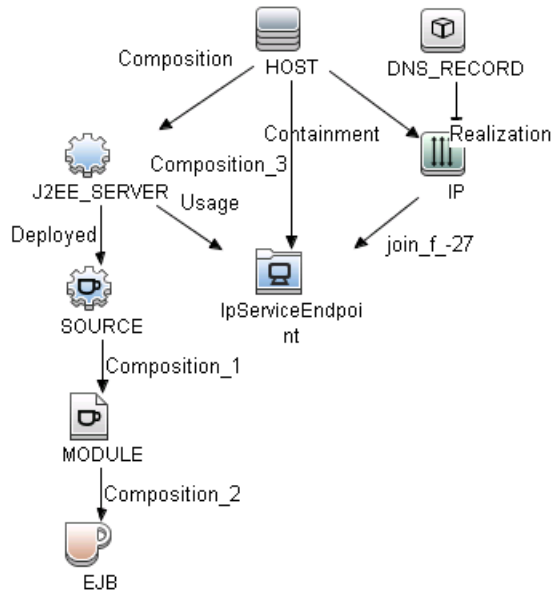 Composition
HOST
DNS_RECORD
Containment
Realization
Composition_3
J2EE_SERVER
Usage
IP
Deployed
join_f_-27
IpServiceEndpoi
nt
SOURCE
Composition_1
MODULE
Composition_2
EJB